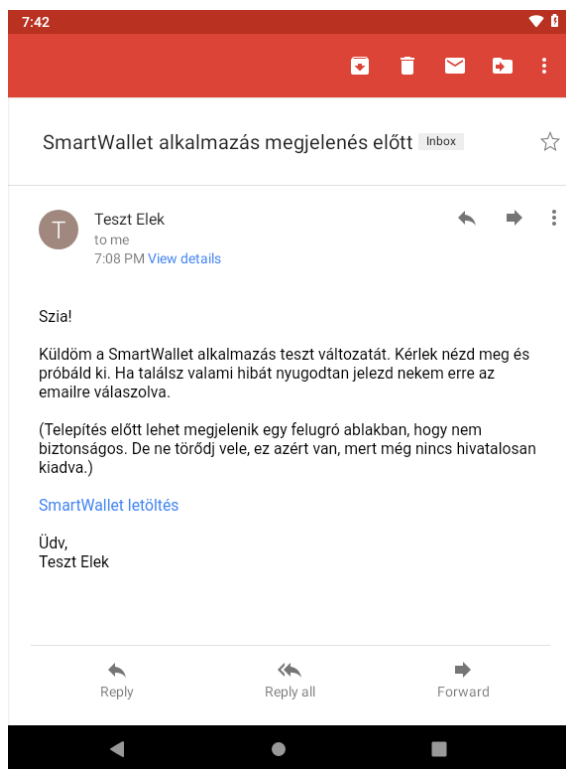 7:42
SmartWallet alkalmazás megjelenés előtt Inbox
T
Teszt Elek
to me
7:08 PM View details
Szia!
Küldöm a SmartWallet alkalmazás teszt változatát. Kérlek nézd meg és
próbáld ki. Ha találsz valami hibát nyugodtan jelezd nekem erre az
emailre válaszolva.
(Telepítés előtt lehet megjelenik egy felugró ablakban, hogy nem
biztonságos. De ne törődj vele, ez azért van, mert még nincs hivatalosan
kiadva.)
SmartWallet letöltés
Üdv,
Teszt Elek
Reply Reply all Forward